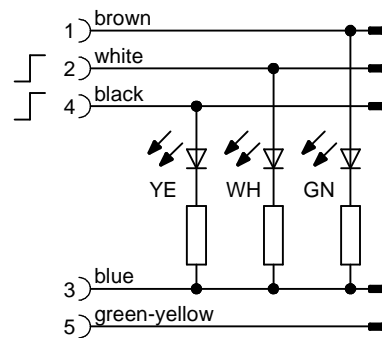 1 brown
2 white
4 black
YE WH GN
3 blue
5 green-yellow